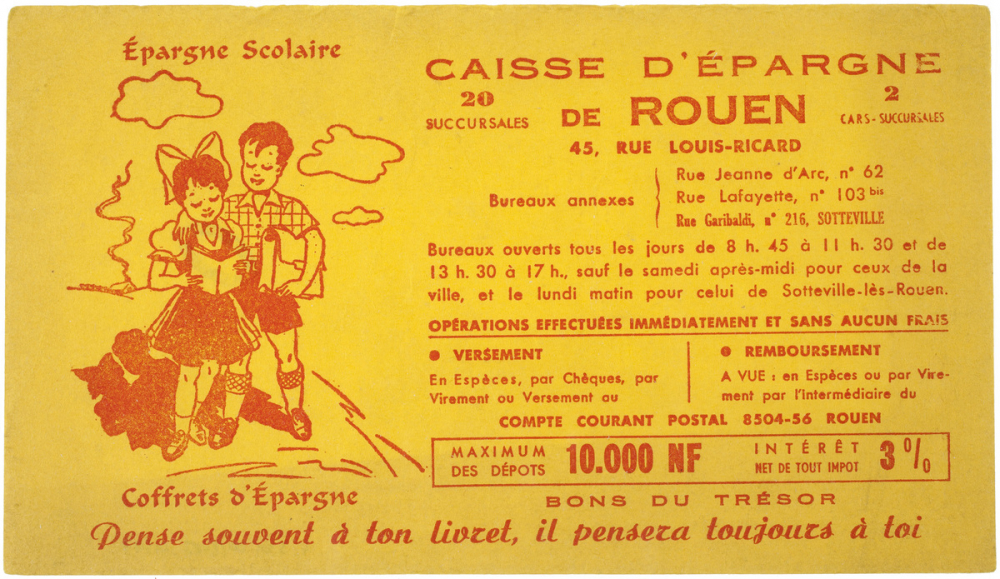 Épargne Scolaire
CAISSE D'ÉPARGNE
20
SUCCURSALES
DE ROUEN
2
CARS-SUCCURSALES
45, RUE LOUIS-RICARD
Bureaux annexes
Rue Jeanne d'Arc, n° 62
Rue Lafayette, n° 103 bis
Rue Garibaldi, n° 216, SOTTEVILLE
Bureaux ouverts tous les jours de 8 h. 45 à 11 h. 30 et de
13 h. 30 à 17 h., sauf le samedi après-midi pour ceux de la
ville, et le lundi matin pour celui de Sotteville-lès-Rouen.
OPÉRATIONS EFFECTUÉES IMMÉDIATEMENT ET SANS AUCUN FRAIS
● VERSEMENT
En Espèces, par Chèques, par
Virement ou Versement au
● REMBOURSEMENT
A VUE : en Espèces ou par Vire-
ment par l'Intermédiaire du
COMPTE COURANT POSTAL 8504-56 ROUEN
MAXIMUM
DES DÉPOTS
10.000 NF
INTÉRÊT
NET DE TOUT IMPOT
3 %
Coffrets d'Épargne
BONS DU TRÉSOR
Pense souvent à ton livret, il pensera toujours à toi